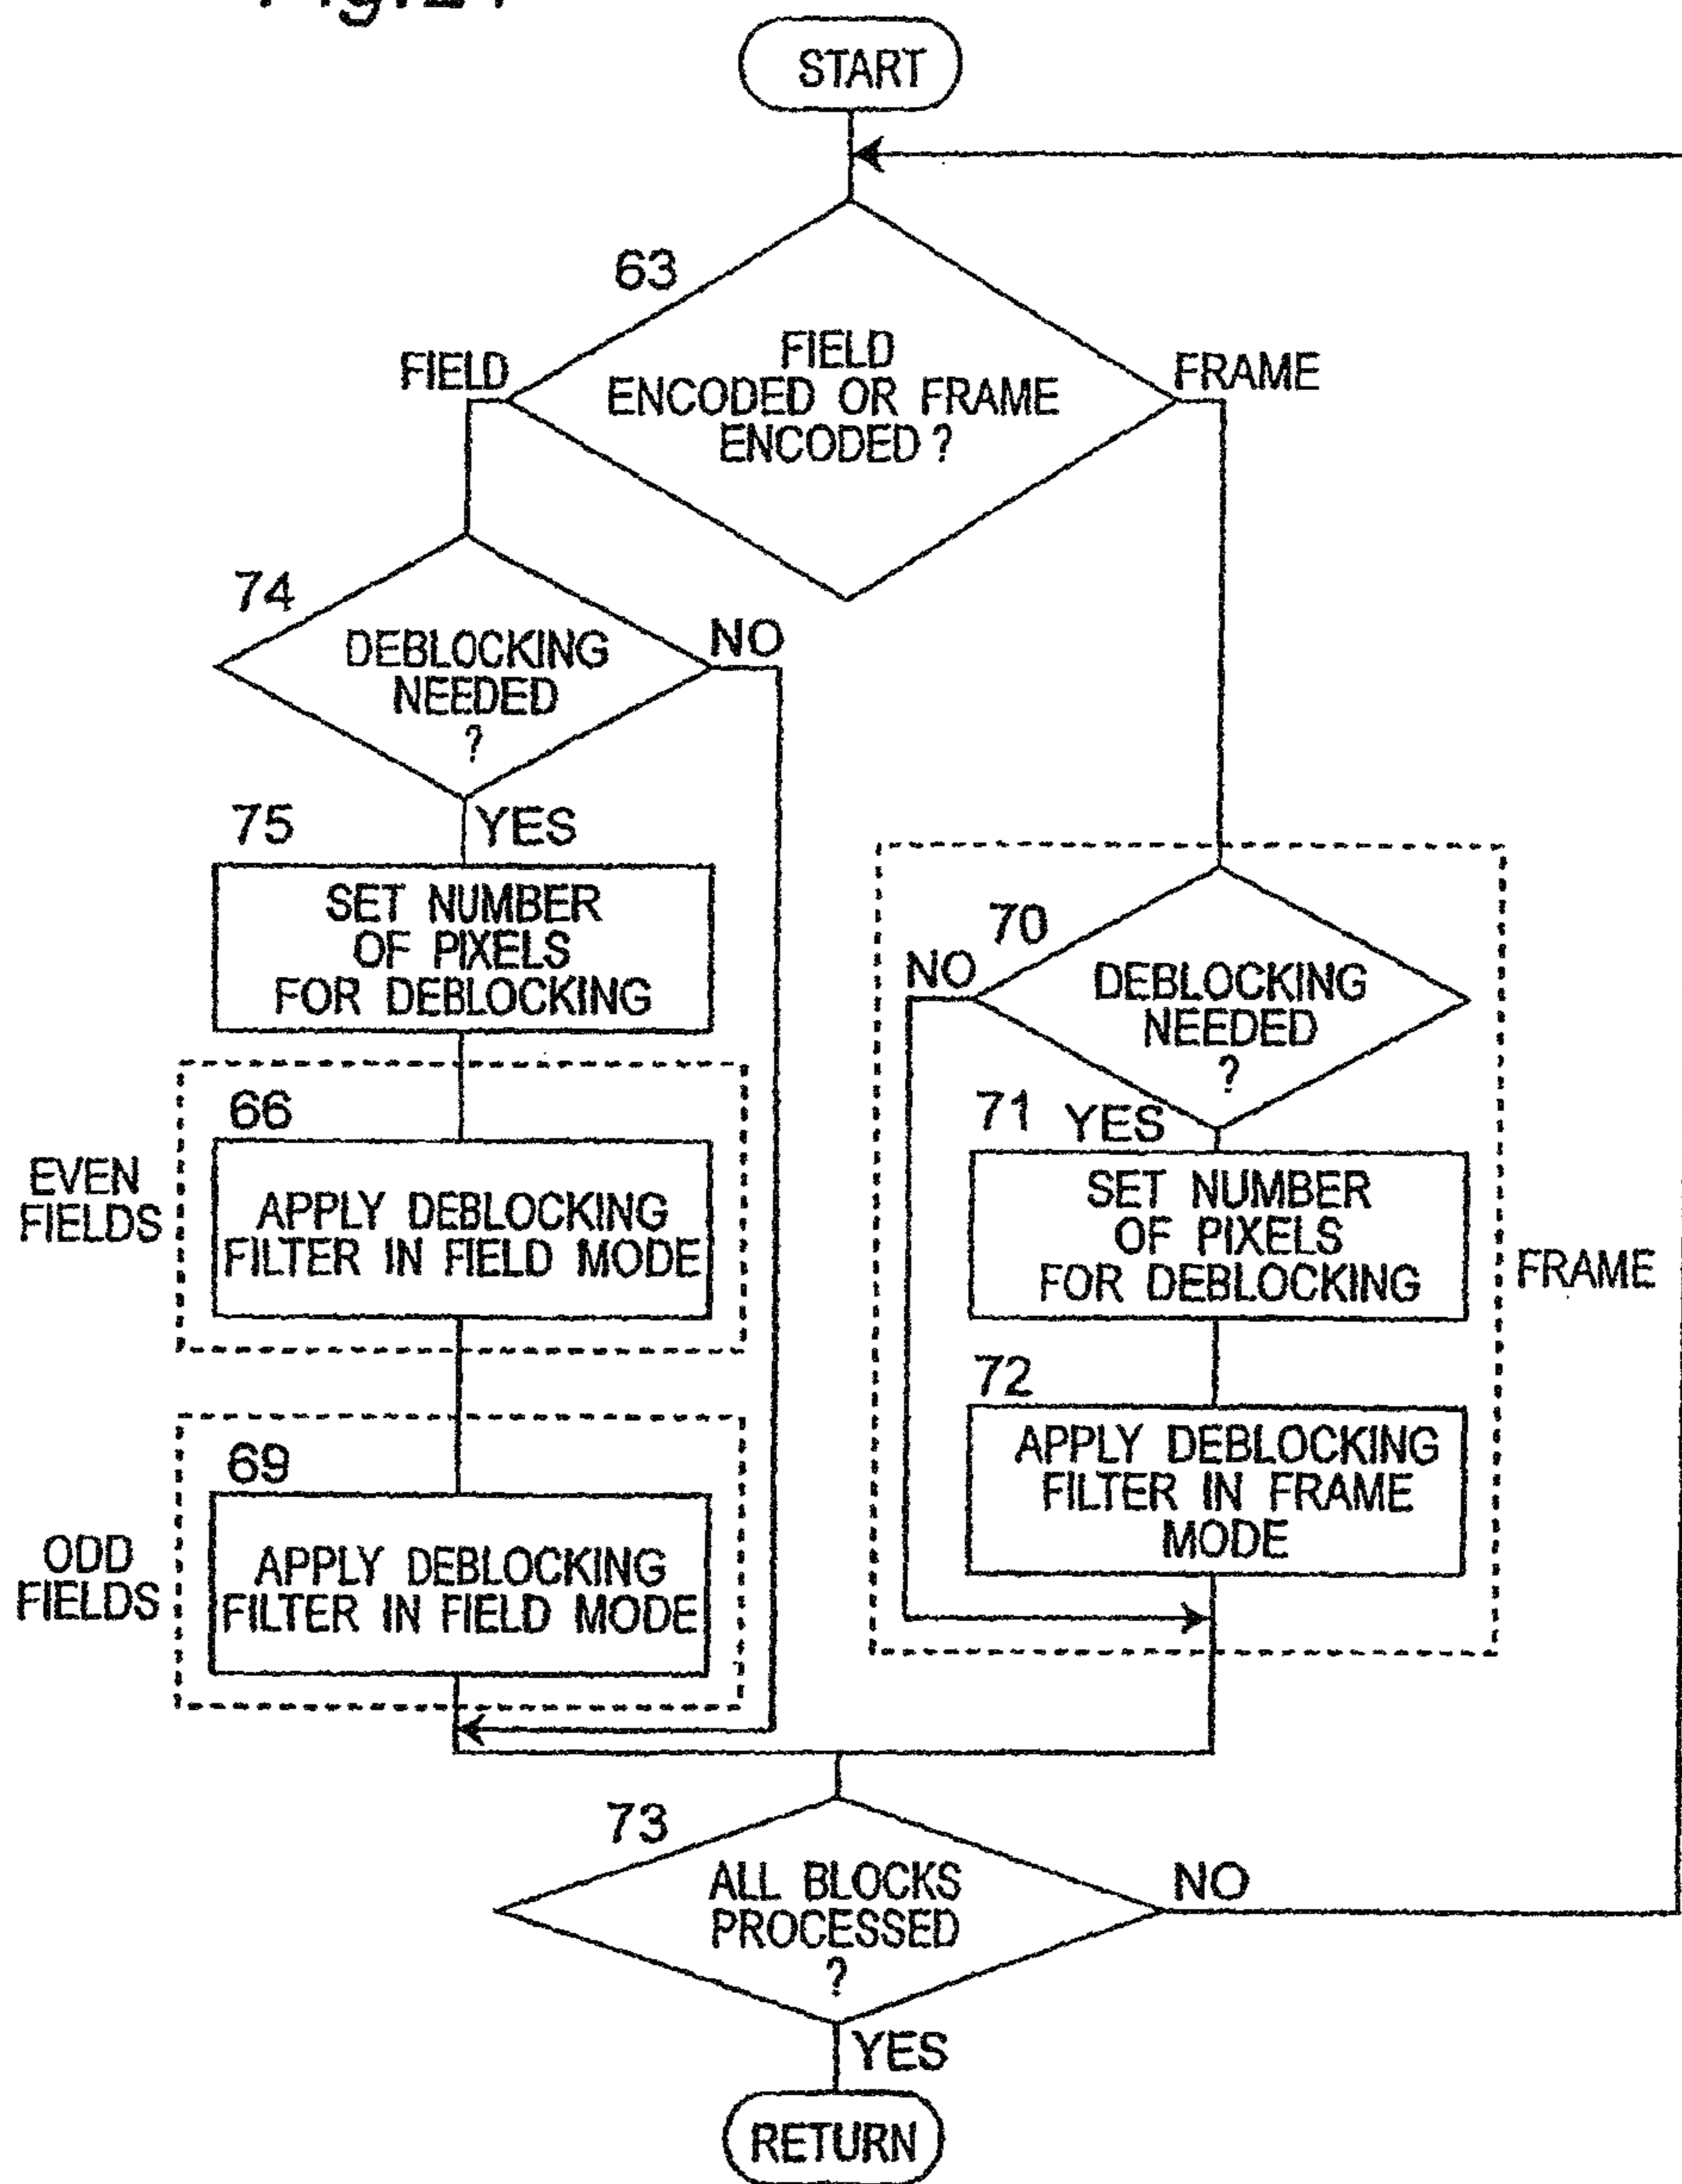 START
63
FIELD
ENCODED OR FRAME
ENCODED ?
FIELD
FRAME
74
DEBLOCKING
NEEDED
?
NO
YES
75
SET NUMBER
OF PIXELS
FOR DEBLOCKING
EVEN
FIELDS
66
APPLY DEBLOCKING
FILTER IN FIELD MODE
ODD
FIELDS
69
APPLY DEBLOCKING
FILTER IN FIELD MODE
70
NO
DEBLOCKING
NEEDED
?
71
YES
SET NUMBER
OF PIXELS
FOR DEBLOCKING
FRAME
72
APPLY DEBLOCKING
FILTER IN FRAME
MODE
73
ALL BLOCKS
PROCESSED
?
NO
YES
RETURN